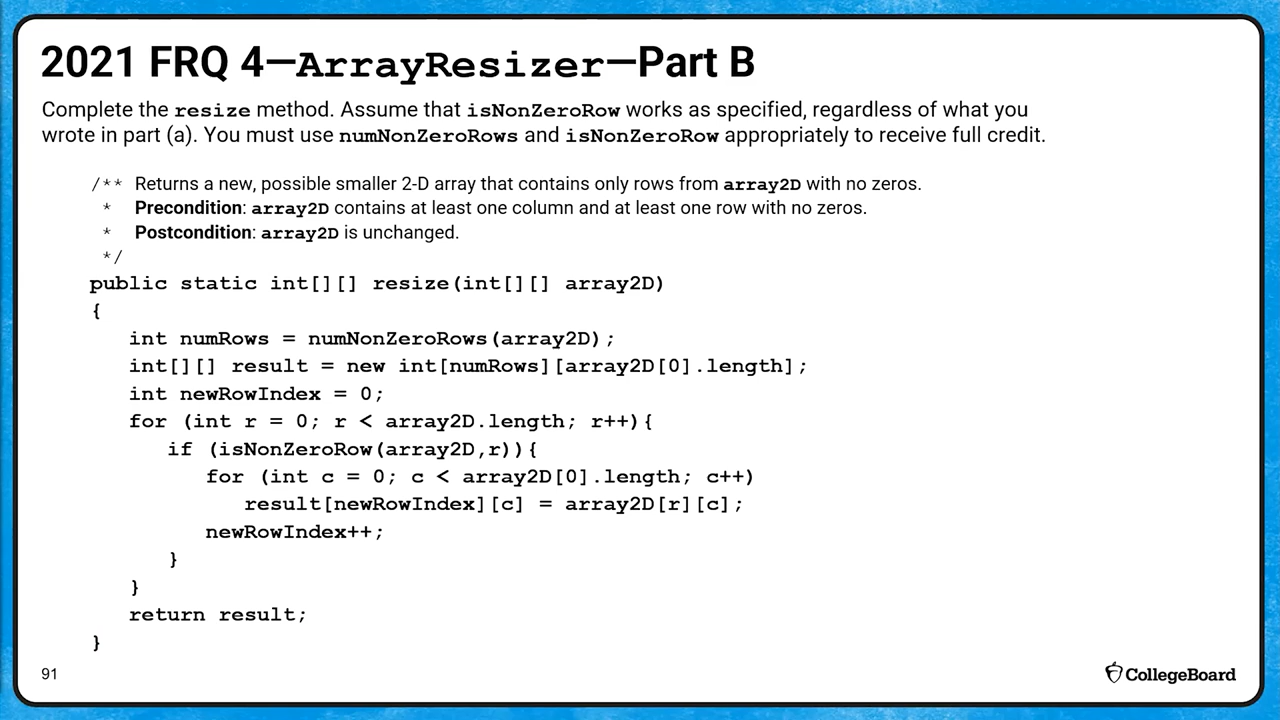 2021 FRQ 4—ArrayResizer—Part B
Complete the resize method. Assume that isNonZeroRow works as specified, regardless of what you
wrote in part (a). You must use numNonZeroRows and isNonZeroRow appropriately to receive full credit.
/** Returns a new, possible smaller 2-D array that contains only rows from array2D with no zeros.
* Precondition: array2D contains at least one column and at least one row with no zeros.
* Postcondition: array2D is unchanged.
*/
public static int[][] resize(int[][] array2D)
{
int numRows = numNonZeroRows(array2D);
int[][] result = new int[numRows][array2D[0].length];
int newRowIndex = 0;
for (int r = 0; r < array2D.length; r++){
if (isNonZeroRow(array2D,r)){
for (int c = 0; c < array2D[0].length; c++)
result[newRowIndex][c] = array2D[r][c];
newRowIndex++;
}
}
return result;
}
91
CollegeBoard